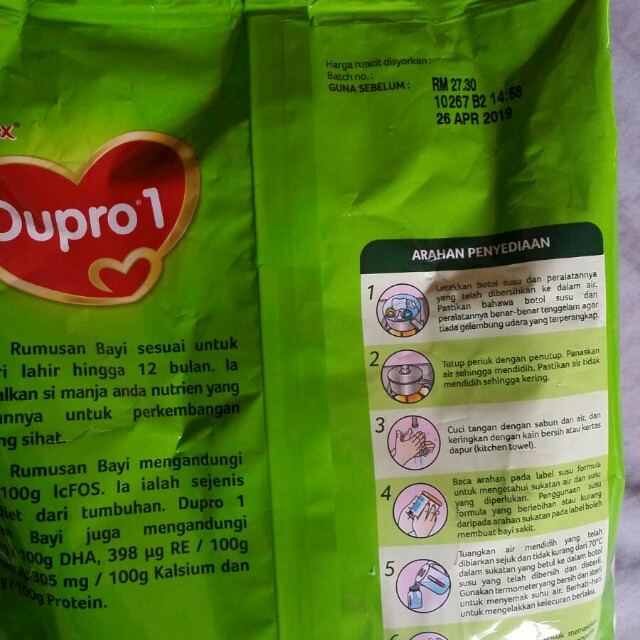 Harga runcit disyorkan :
Batch no. :
GUNA SEBELUM :
RM 27.30
10267 B2 14:58
26 APR 2019
ex®
Dupro 1
Rumusan Bayi sesuai untuk
lahir hingga 12 bulan. Ia
alkan si manja anda nutrien yang
annya untuk perkembangan
ng sihat.
Rumusan Bayi mengandungi
100g lcFOS. Ia ialah sejenis
diet dari tumbuhan. Dupro 1
an Bayi juga mengandungi
100g DHA, 398 µg RE / 100g
A, 305 mg / 100g Kalsium dan
/ 100g Protein.
ARAHAN PENYEDIAAN
1
Letakkan botol susu dan peralatannya
yang telah dibersihkan ke dalam air.
Pastikan bahawa botol susu dan
peralatannya benar-benar tenggelam agar
tiada gelembung udara yang terperangkap.
2
Tutup periuk dengan penutup. Panaskan
air sehingga mendidih. Pastikan air tidak
mendidih sehingga kering.
3
Cuci tangan dengan sabun dan air, dan
keringkan dengan kain bersih atau kertas
dapur (kitchen towel).
4
Baca arahan pada label susu formula
untuk mengetahui sukatan air dan susu
yang diperlukan. Penggunaan susu
formula yang berlebihan atau kurang
daripada arahan sukatan pada label boleh
membuat bayi sakit.
5
Tuangkan air mendidih yang telah
dibiarkan sejuk dan tidak kurang dari 70°C
dalam sukatan yang betul ke dalam botol
susu yang telah dibersih dan disteril.
Gunakan termometer yang bersih dan steril
untuk menyemak suhu air. Berhati-hati
untuk mengelakkan kelecuran berlaku.
6